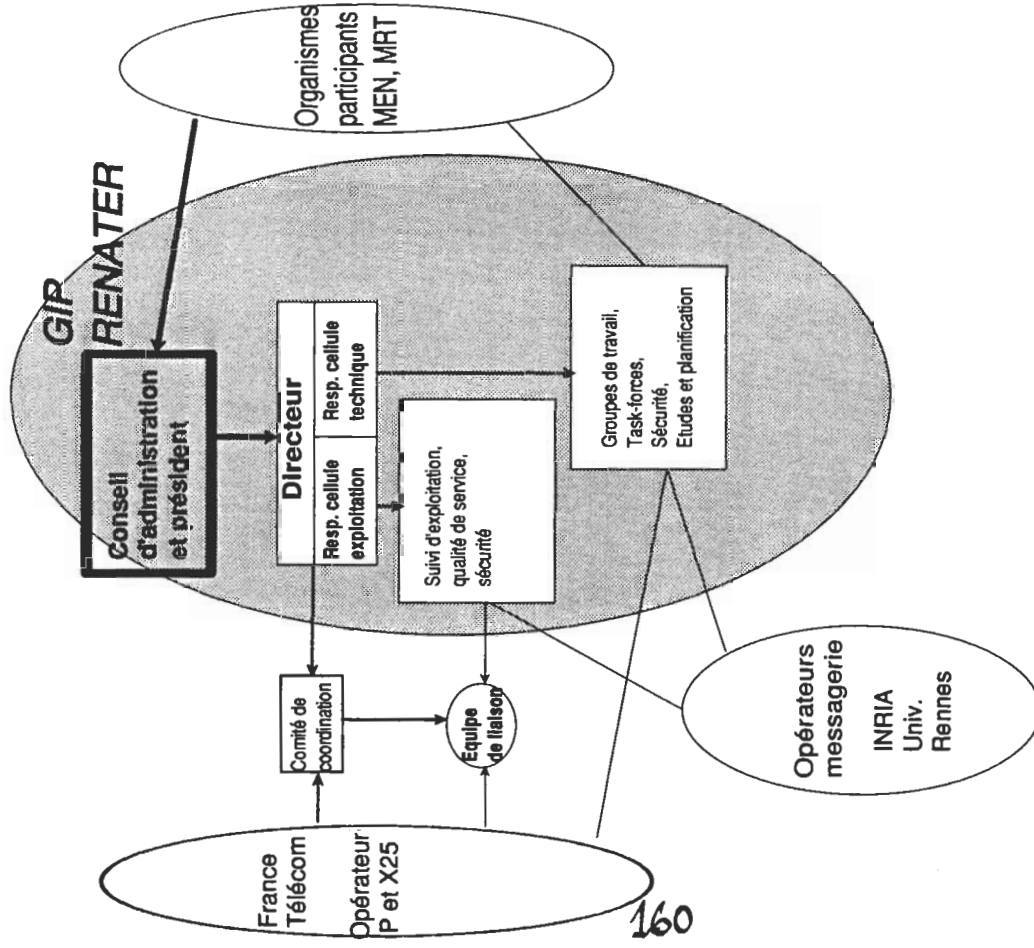 GIP
RENATER
Conseil
d'administration
et président
Organismes
participants
MEN, MRT
Directeur
Resp. cellule
exploitation
Resp. cellule
technique
Suivi d'exploitation,
qualité de service,
sécurité
Groupes de travail,
Task-forces,
Sécurité,
Etudes et planification
Comité de
coordination
Equipe
de liaison
France
Télécom
Opérateur
P et X25
Opérateurs
messagerie
INRIA
Univ.
Rennes
160